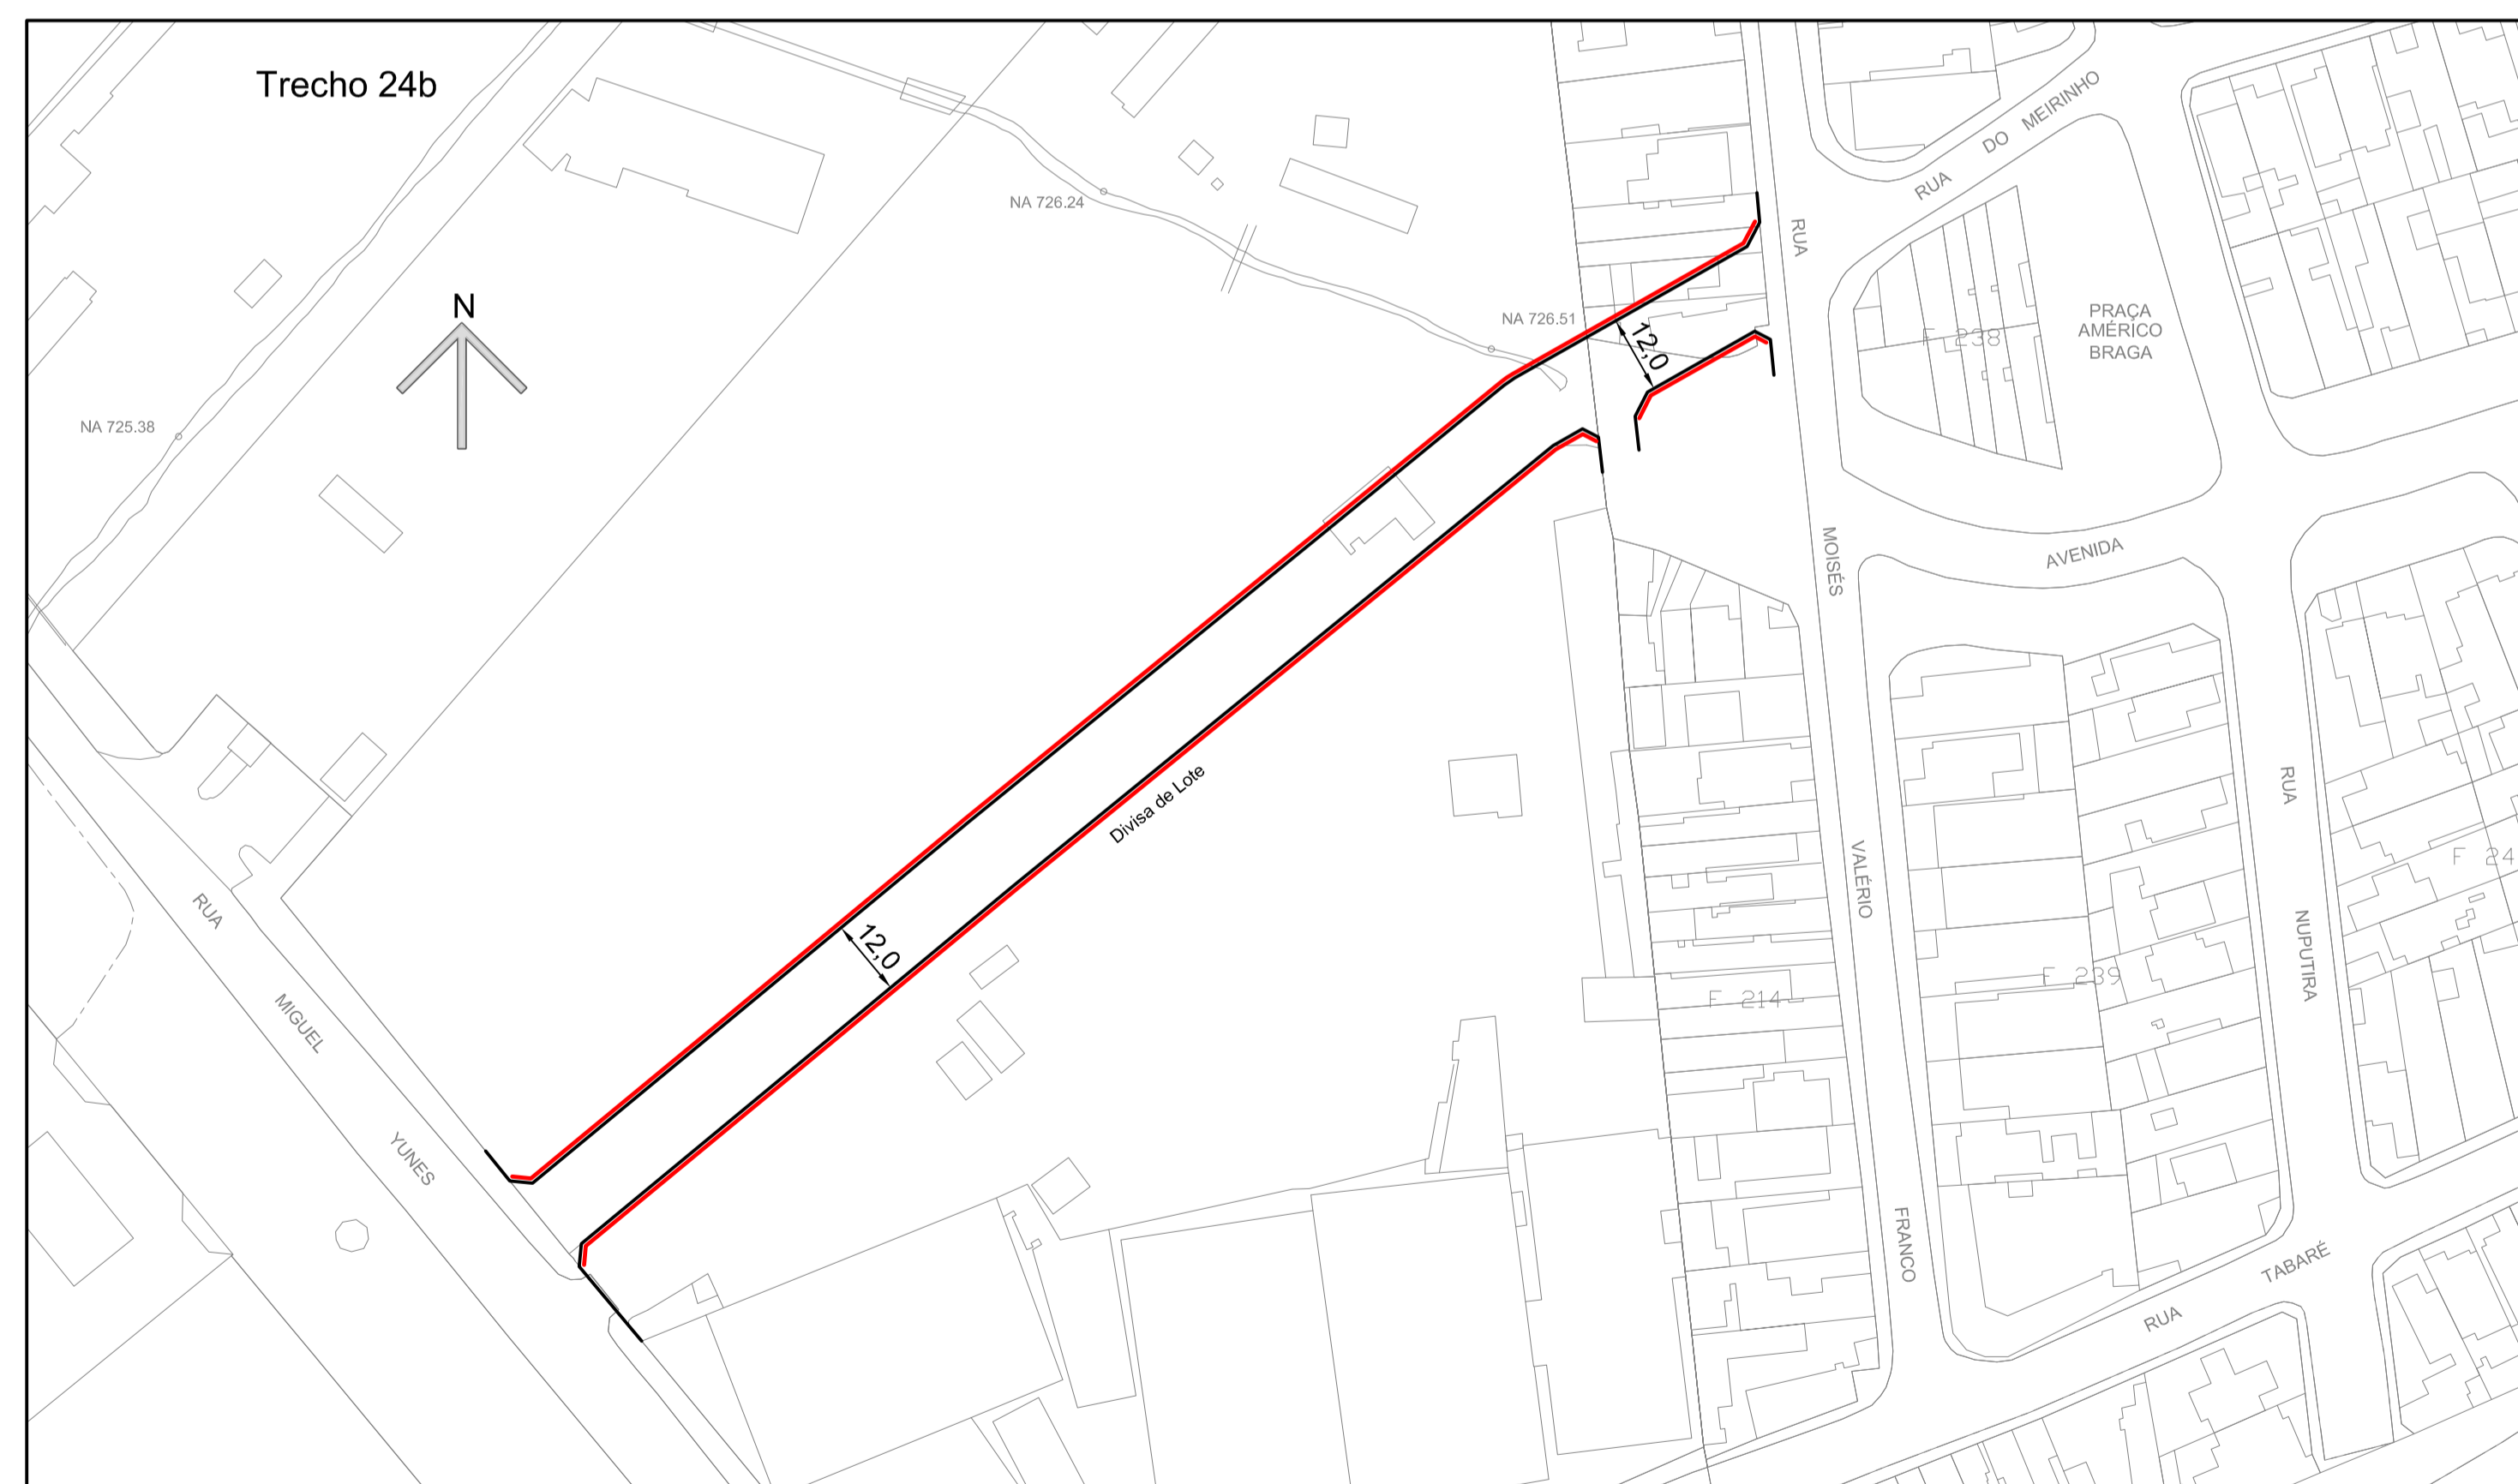 Trecho 24b
RUA DO MEIRINHO
NA 726.24
RUA
N
NA 726.51
PRAÇA
AMÉRICO
BRAGA
F 238
12,0
NA 725.38
MOISÉS
AVENIDA
Divisa de Lote
RUA
F 24
VALÉRIO
RUA
12,0
NUPUTIRA
F 239
F 214
MIGUEL
YUNES
FRANCO
TABARÉ
RUA